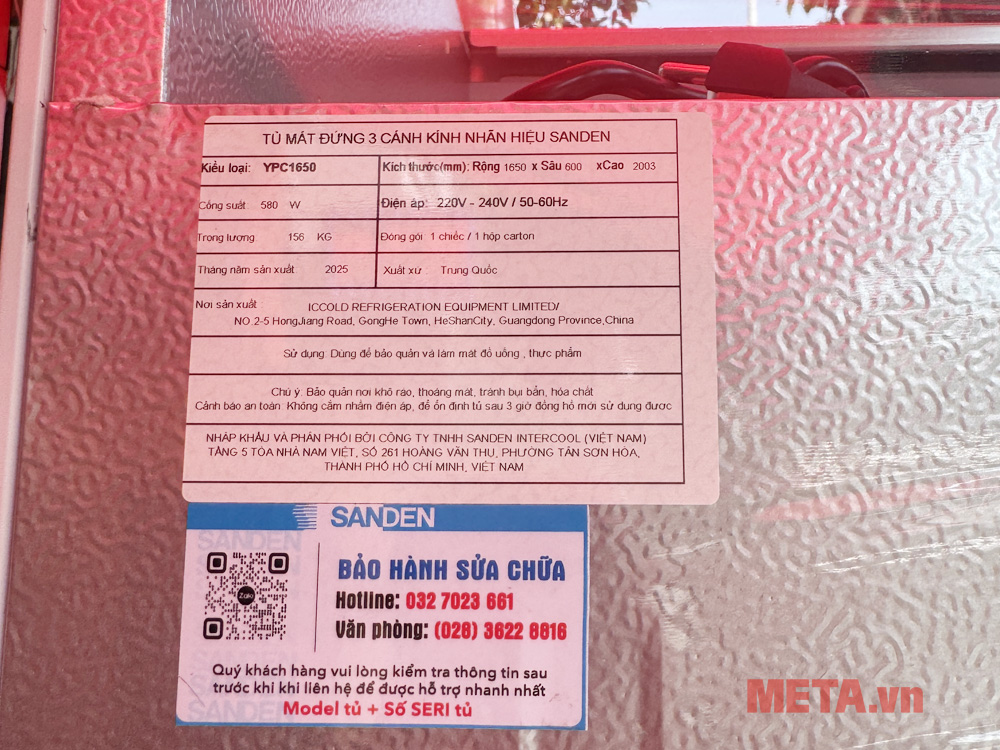 TỦ MÁT ĐỨNG 3 CÁNH KÍNH NHÃN HIỆU SANDEN
Kiểu loại: YPC1650 Kích thước(mm): Rộng 1650 x Sâu 600 xCao 2003
Công suất: 580 W Điện áp: 220V - 240V / 50-60Hz
Trọng lượng 156 KG Đóng gói 1 chiếc / 1 hộp carton
Tháng năm sản xuất 2025 Xuất xứ Trung Quốc
Nơi sản xuất ICCOLD REFRIGERATION EQUIPMENT LIMITED/
NO.2-5 HongJiang Road, GongHe Town, HeShanCity, Guangdong Province,China
Sử dụng: Dùng để bảo quản và làm mát đồ uống , thực phẩm
Chú ý: Bảo quản nơi khô ráo, thoáng mát, tránh bụi bẩn, hóa chất
Cảnh báo an toàn: Không cắm nhầm điện áp, để ổn định tủ sau 3 giờ đồng hồ mới sử dụng được
NHẬP KHẨU VÀ PHÂN PHỐI BỞI CÔNG TY TNHH SANDEN INTERCOOL (VIỆT NAM)
TẦNG 5 TÒA NHÀ NAM VIỆT, SỐ 261 HOÀNG VĂN THỤ, PHƯỜNG TÂN SƠN HÒA,
THÀNH PHỐ HỒ CHÍ MINH, VIỆT NAM
SANDEN
SANDEN
Zalo
BẢO HÀNH SỬA CHỮA
Hotline: 032 7023 661
Văn phòng: (028) 3622 8816
Quý khách hàng vui lòng kiểm tra thông tin sau
trước khi khi liên hệ để được hỗ trợ nhanh nhất
Model tủ + Số SERI tủ
SANDEN
META.vn